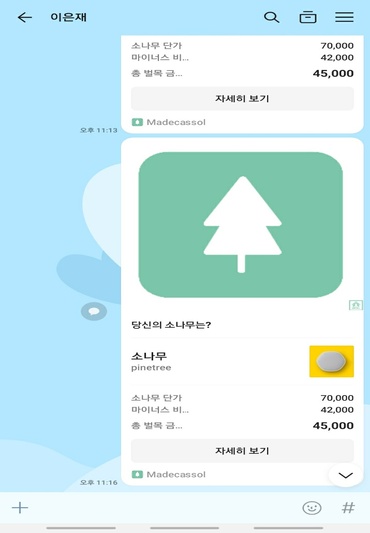 이은재
소나무 단가 70,000
마이너스 비... 42,000
총 벌목 금... 45,000
자세히 보기
Madecassol
오후 11:13
당신의 소나무는?
소나무
pinetree
소나무 단가 70,000
마이너스 비... 42,000
총 벌목 금... 45,000
자세히 보기
Madecassol
오후 11:16
#